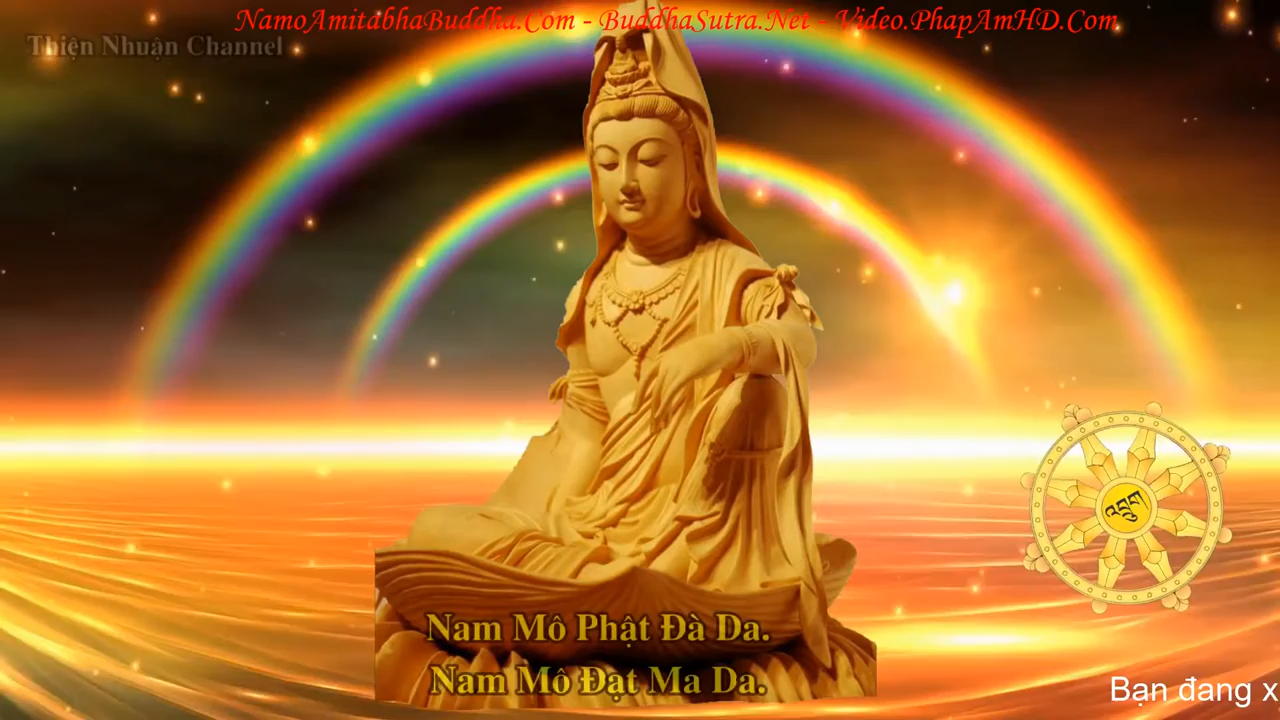 NamoAmitabhaBuddha.Com - BuddhaSutra.Net - Video.PhapAmHD.Com
Thiện Nhuận Channel
Nam Mô Phật Đà Da.
Nam Mô Đạt Ma Da.
Bạn đang x